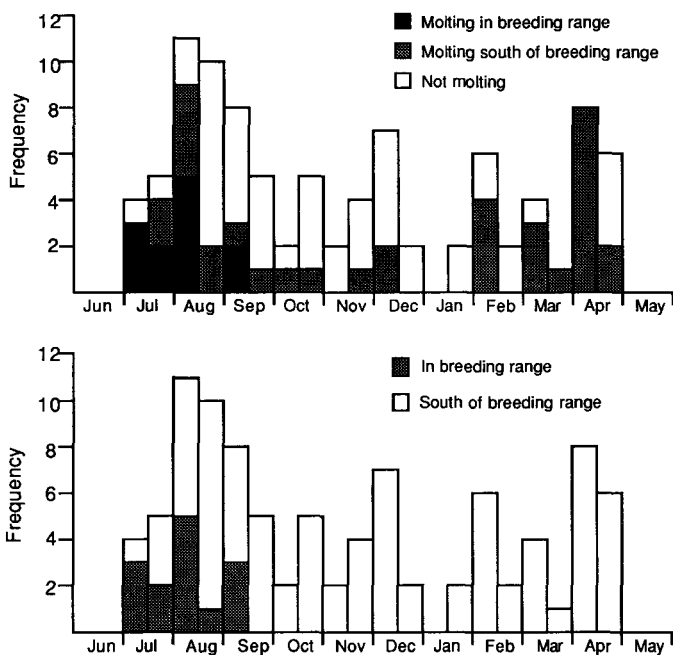 12
10
8
6
4
2
Frequency
Molting in breeding range
Molting south of breeding range
Not molting
Jun Jul Aug Sep Oct Nov Dec Jan Feb Mar Apr May
12
10
8
6
4
2
Frequency
In breeding range
South of breeding range
Jun Jul Aug Sep Oct Nov Dec Jan Feb Mar Apr May